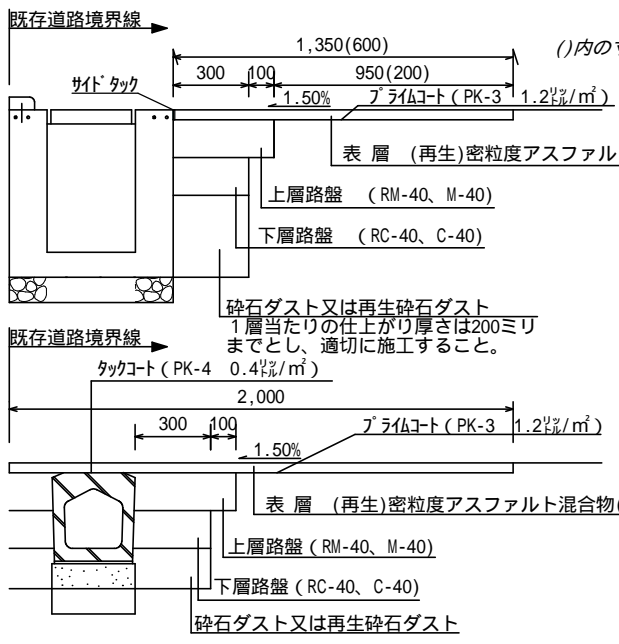 既存道路境界線
1,350(600)
()内の
300 100 950(200)
サイドタック
1.50%
プライムコート(PK-3 1.2リットル/㎡)
表 層 (再生)密粒度アスファル
上層路盤 (RM-40、M-40)
下層路盤 (RC-40、C-40)
砕石ダスト又は再生砕石ダスト
1層当たりの仕上がり厚さは200ミリ
までとし、適切に施工すること。
既存道路境界線
タックコート(PK-4 0.4リットル/㎡)
2,000
300 100
プライムコート(PK-3 1.2リットル/㎡)
1.50%
表 層 (再生)密粒度アスファルト混合物(
上層路盤(RM-40、M-40)
下層路盤(RC-40、C-40)
砕石ダスト又は再生砕石ダスト